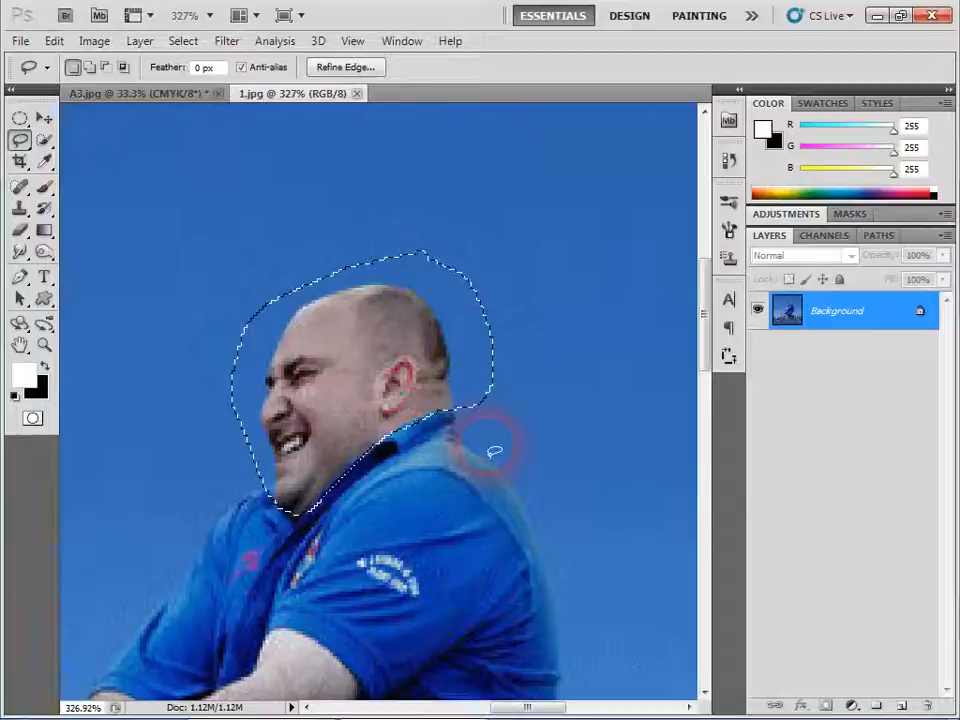 Ps Br Mb 327% ESSENTIALS DESIGN PAINTING CS Live
File Edit Image Layer Select Filter Analysis 3D View Window Help
Feather: 0 px Anti-alias Refine Edge...
A3.jpg @ 33.3% (CMYK/8*) * 1.jpg @ 327% (RGB/8)
COLOR SWATCHES STYLES
R 255
G 255
B 255
ADJUSTMENTS MASKS
LAYERS CHANNELS PATHS
Normal Opacity: 100%
Lock: Fill: 100%
Background
326.92% Doc: 1.12M/1.12M